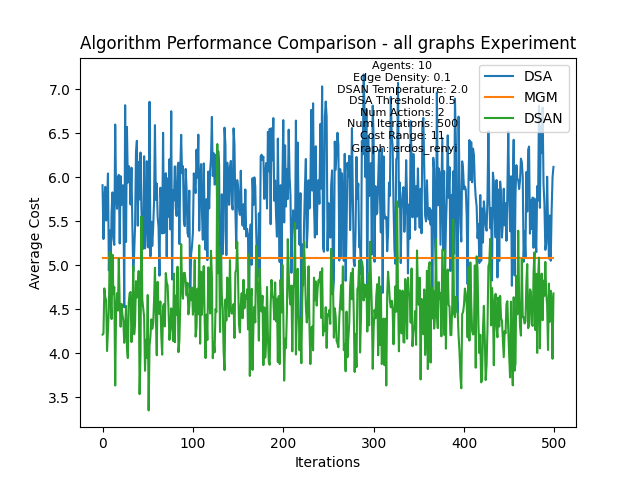 Algorithm Performance Comparison - all graphs Experiment
Agents: 10
Edge Density: 0.1
DSAN Temperature: 2.0
DSA Threshold: 0.5
Num Actions: 2
Num Iterations: 500
Cost Range: 11
Graph: erdos_renyi
DSA
MGM
DSAN
Average Cost
7.0
6.5
6.0
5.5
5.0
4.5
4.0
3.5
0 100 200 300 400 500
Iterations